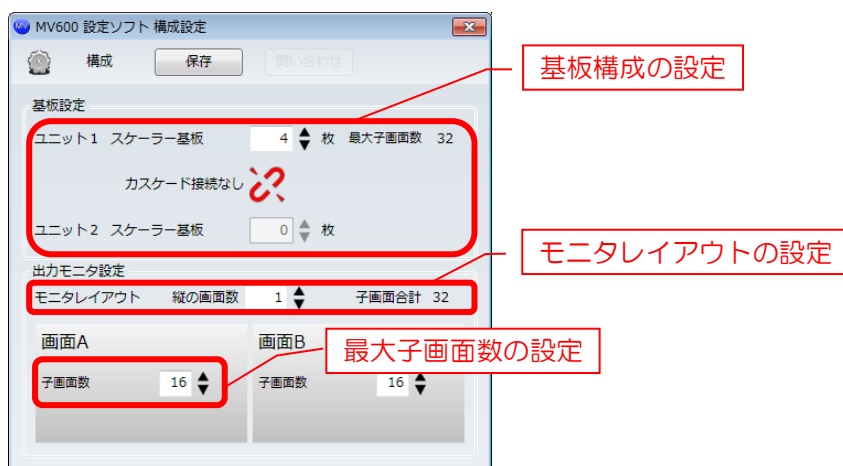 MV600 設定ソフト 構成設定
構成 保存 問い合わせ
基板構成の設定
基板設定
ユニット1 スケーラー基板 4 枚 最大子画面数 32
カスケード接続なし
ユニット2 スケーラー基板 0 枚
モニタレイアウトの設定
出力モニタ設定
モニタレイアウト 縦の画面数 1 子画面合計 32
画面A 画面B
最大子画面数の設定
子画面数 16 子画面数 16